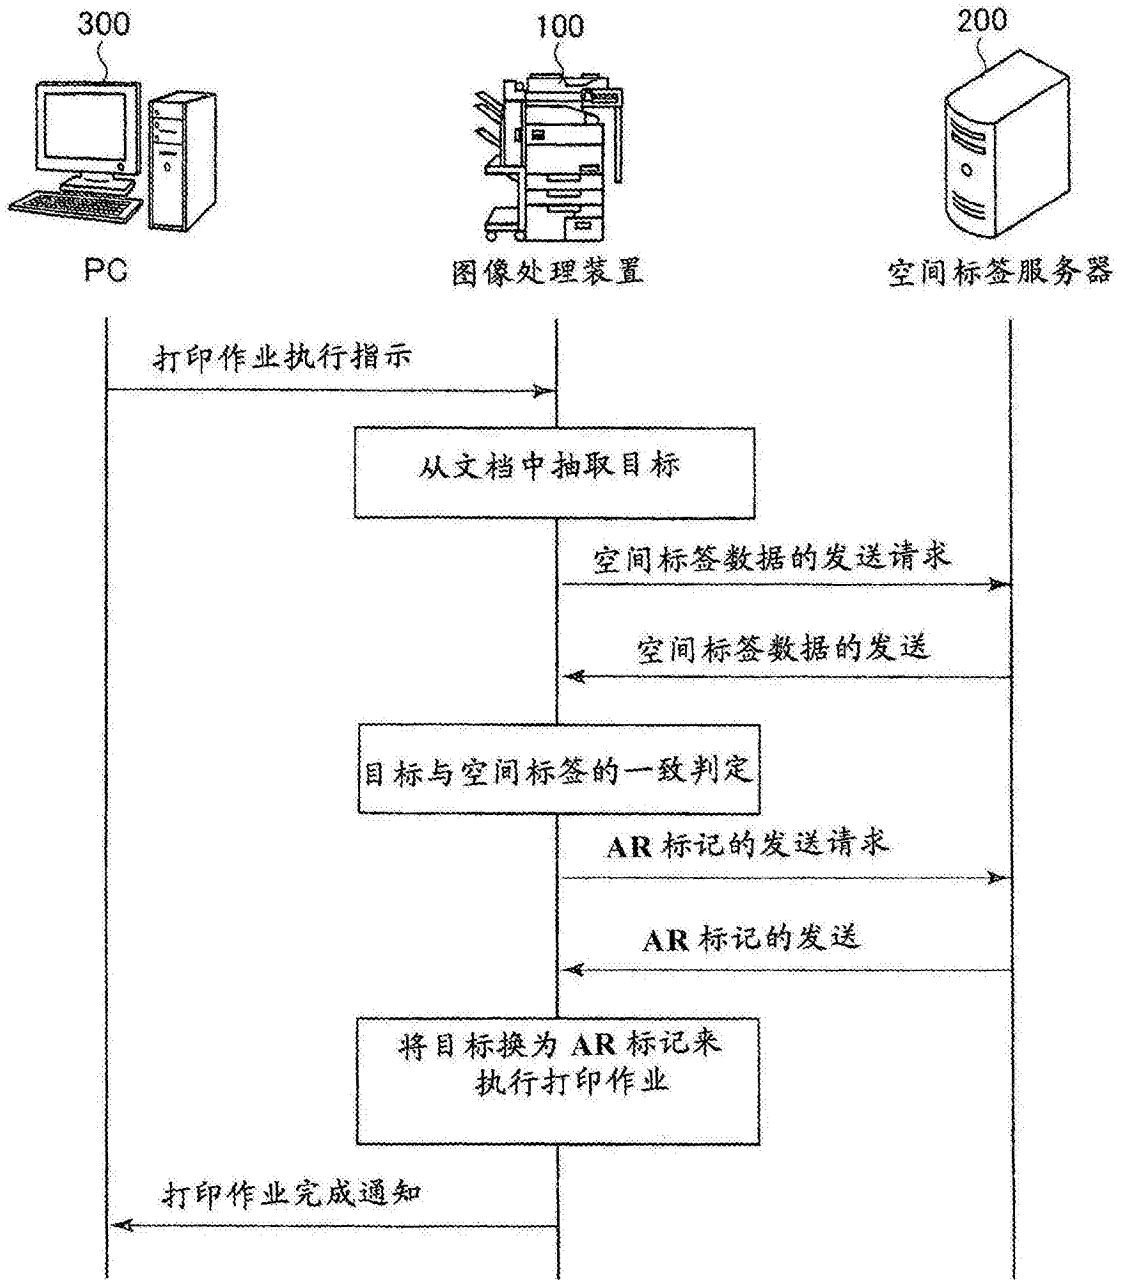 300
100
200
PC
图像处理装置
空间标签服务器
打印作业执行指示
从文档中抽取目标
空间标签数据的发送请求
空间标签数据的发送
目标与空间标签的一致判定
AR 标记的发送请求
AR 标记的发送
将目标换为 AR 标记来
执行打印作业
打印作业完成通知